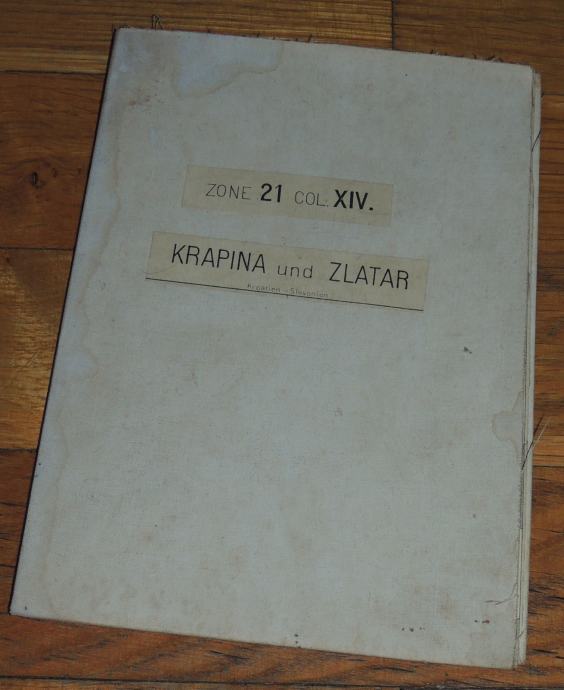 ZONE 21 COL. XIV.
KRAPINA und ZLATAR
Kroatien - Slavonien